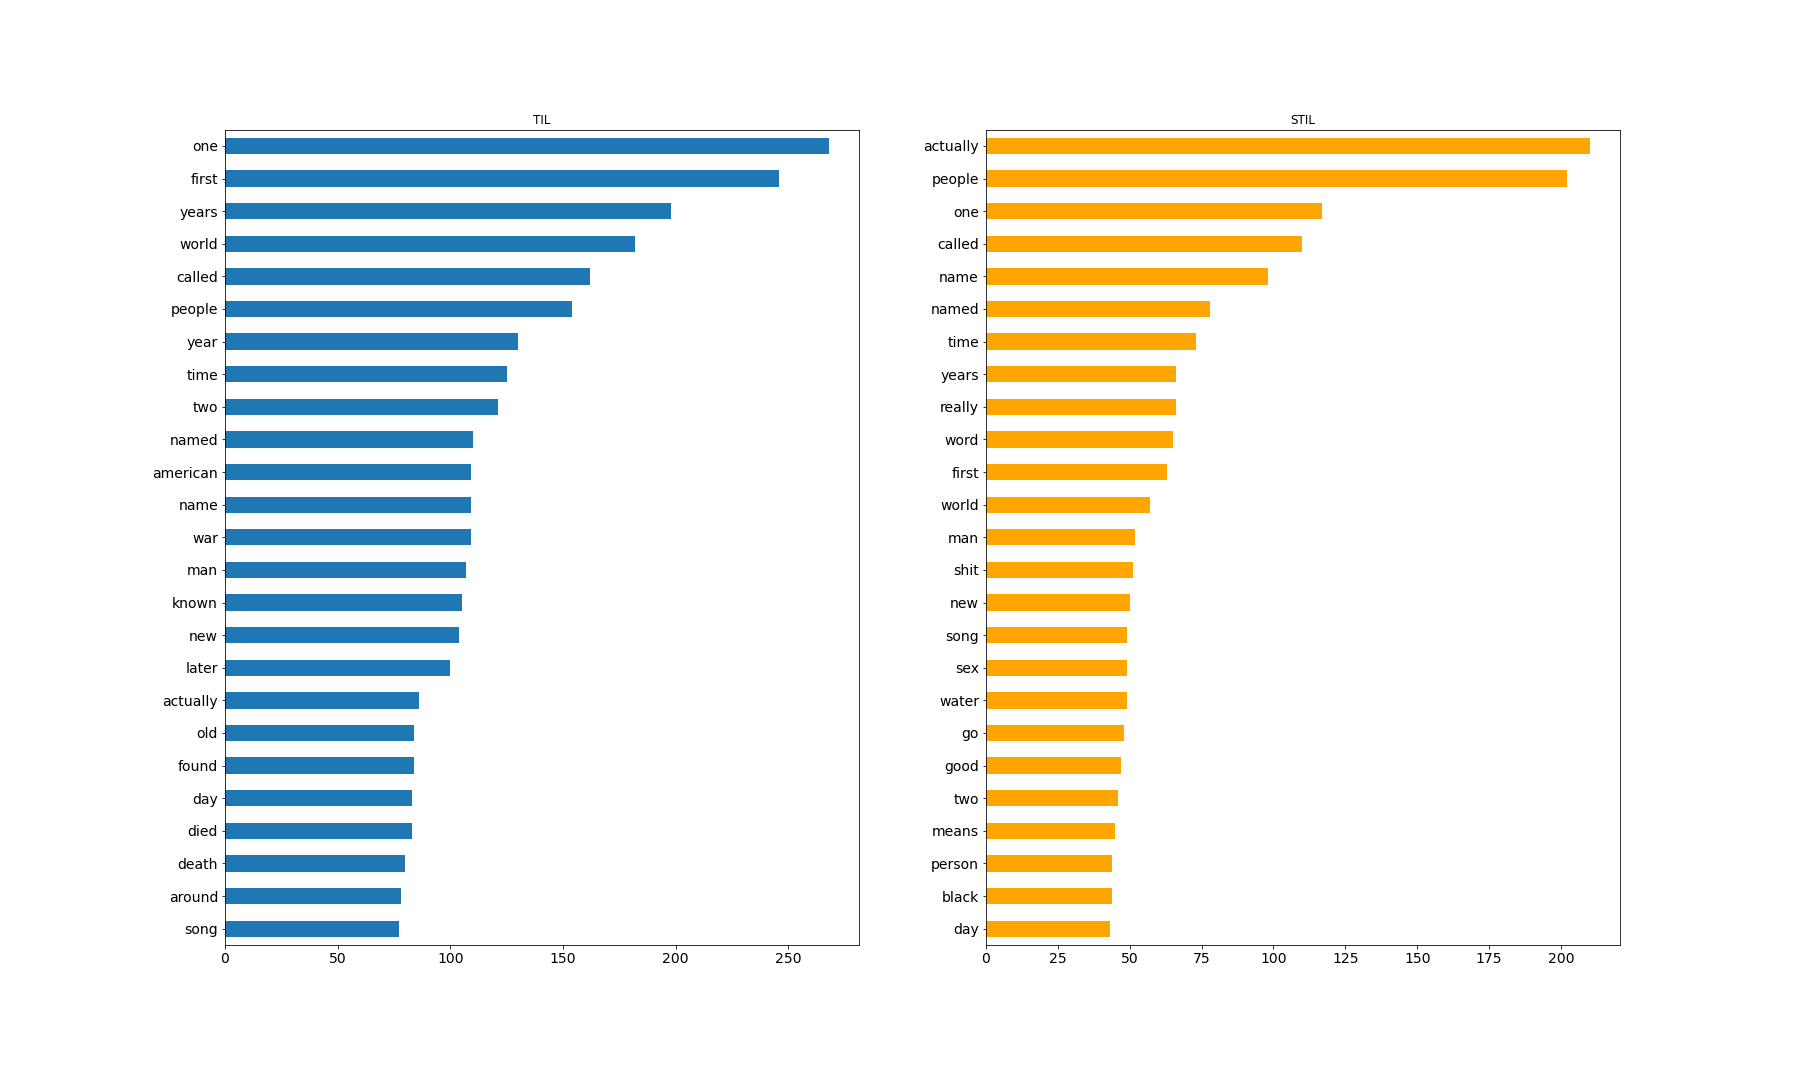 TIL
one
first
years
world
called
people
year
time
two
named
american
name
war
man
known
new
later
actually
old
found
day
died
death
around
song
0 50 100 150 200 250
STIL
actually
people
one
called
name
named
time
years
really
word
first
world
man
shit
new
song
sex
water
go
good
two
means
person
black
day
0 25 50 75 100 125 150 175 200